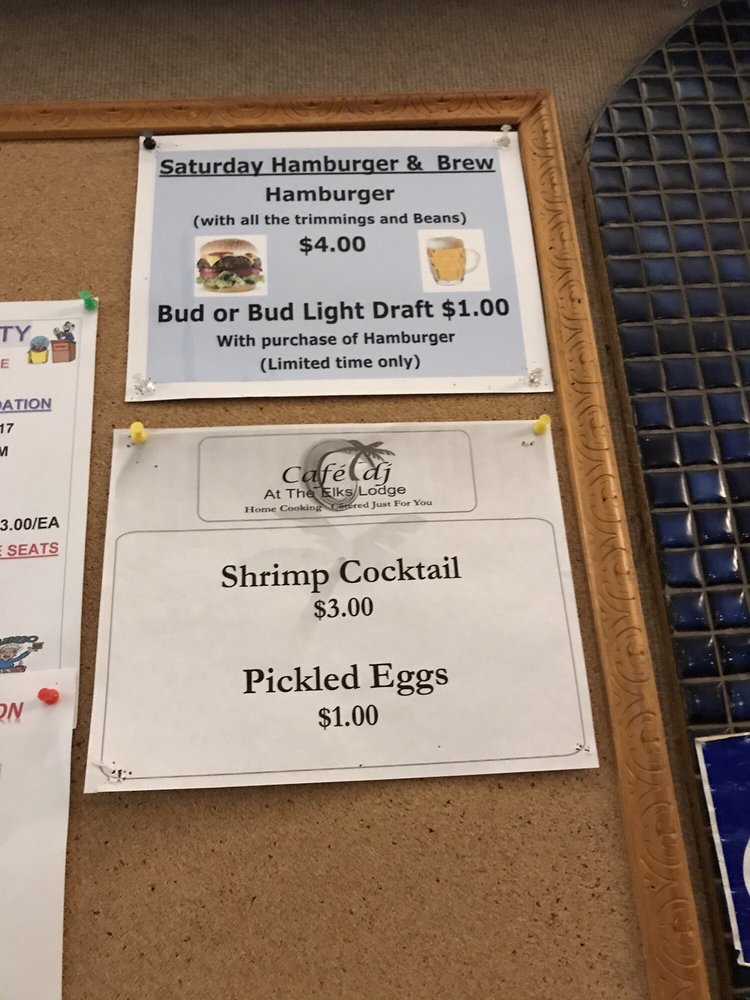 Saturday Hamburger & Brew
Hamburger
(with all the trimmings and Beans)
$4.00
Bud or Bud Light Draft $1.00
With purchase of Hamburger
(Limited time only)
Café dj
At The Elks Lodge
Home Cooking Catered Just For You
Shrimp Cocktail
$3.00
Pickled Eggs
$1.00
TY
E
DATION
17
M
3.00/EA
E SEATS
ON